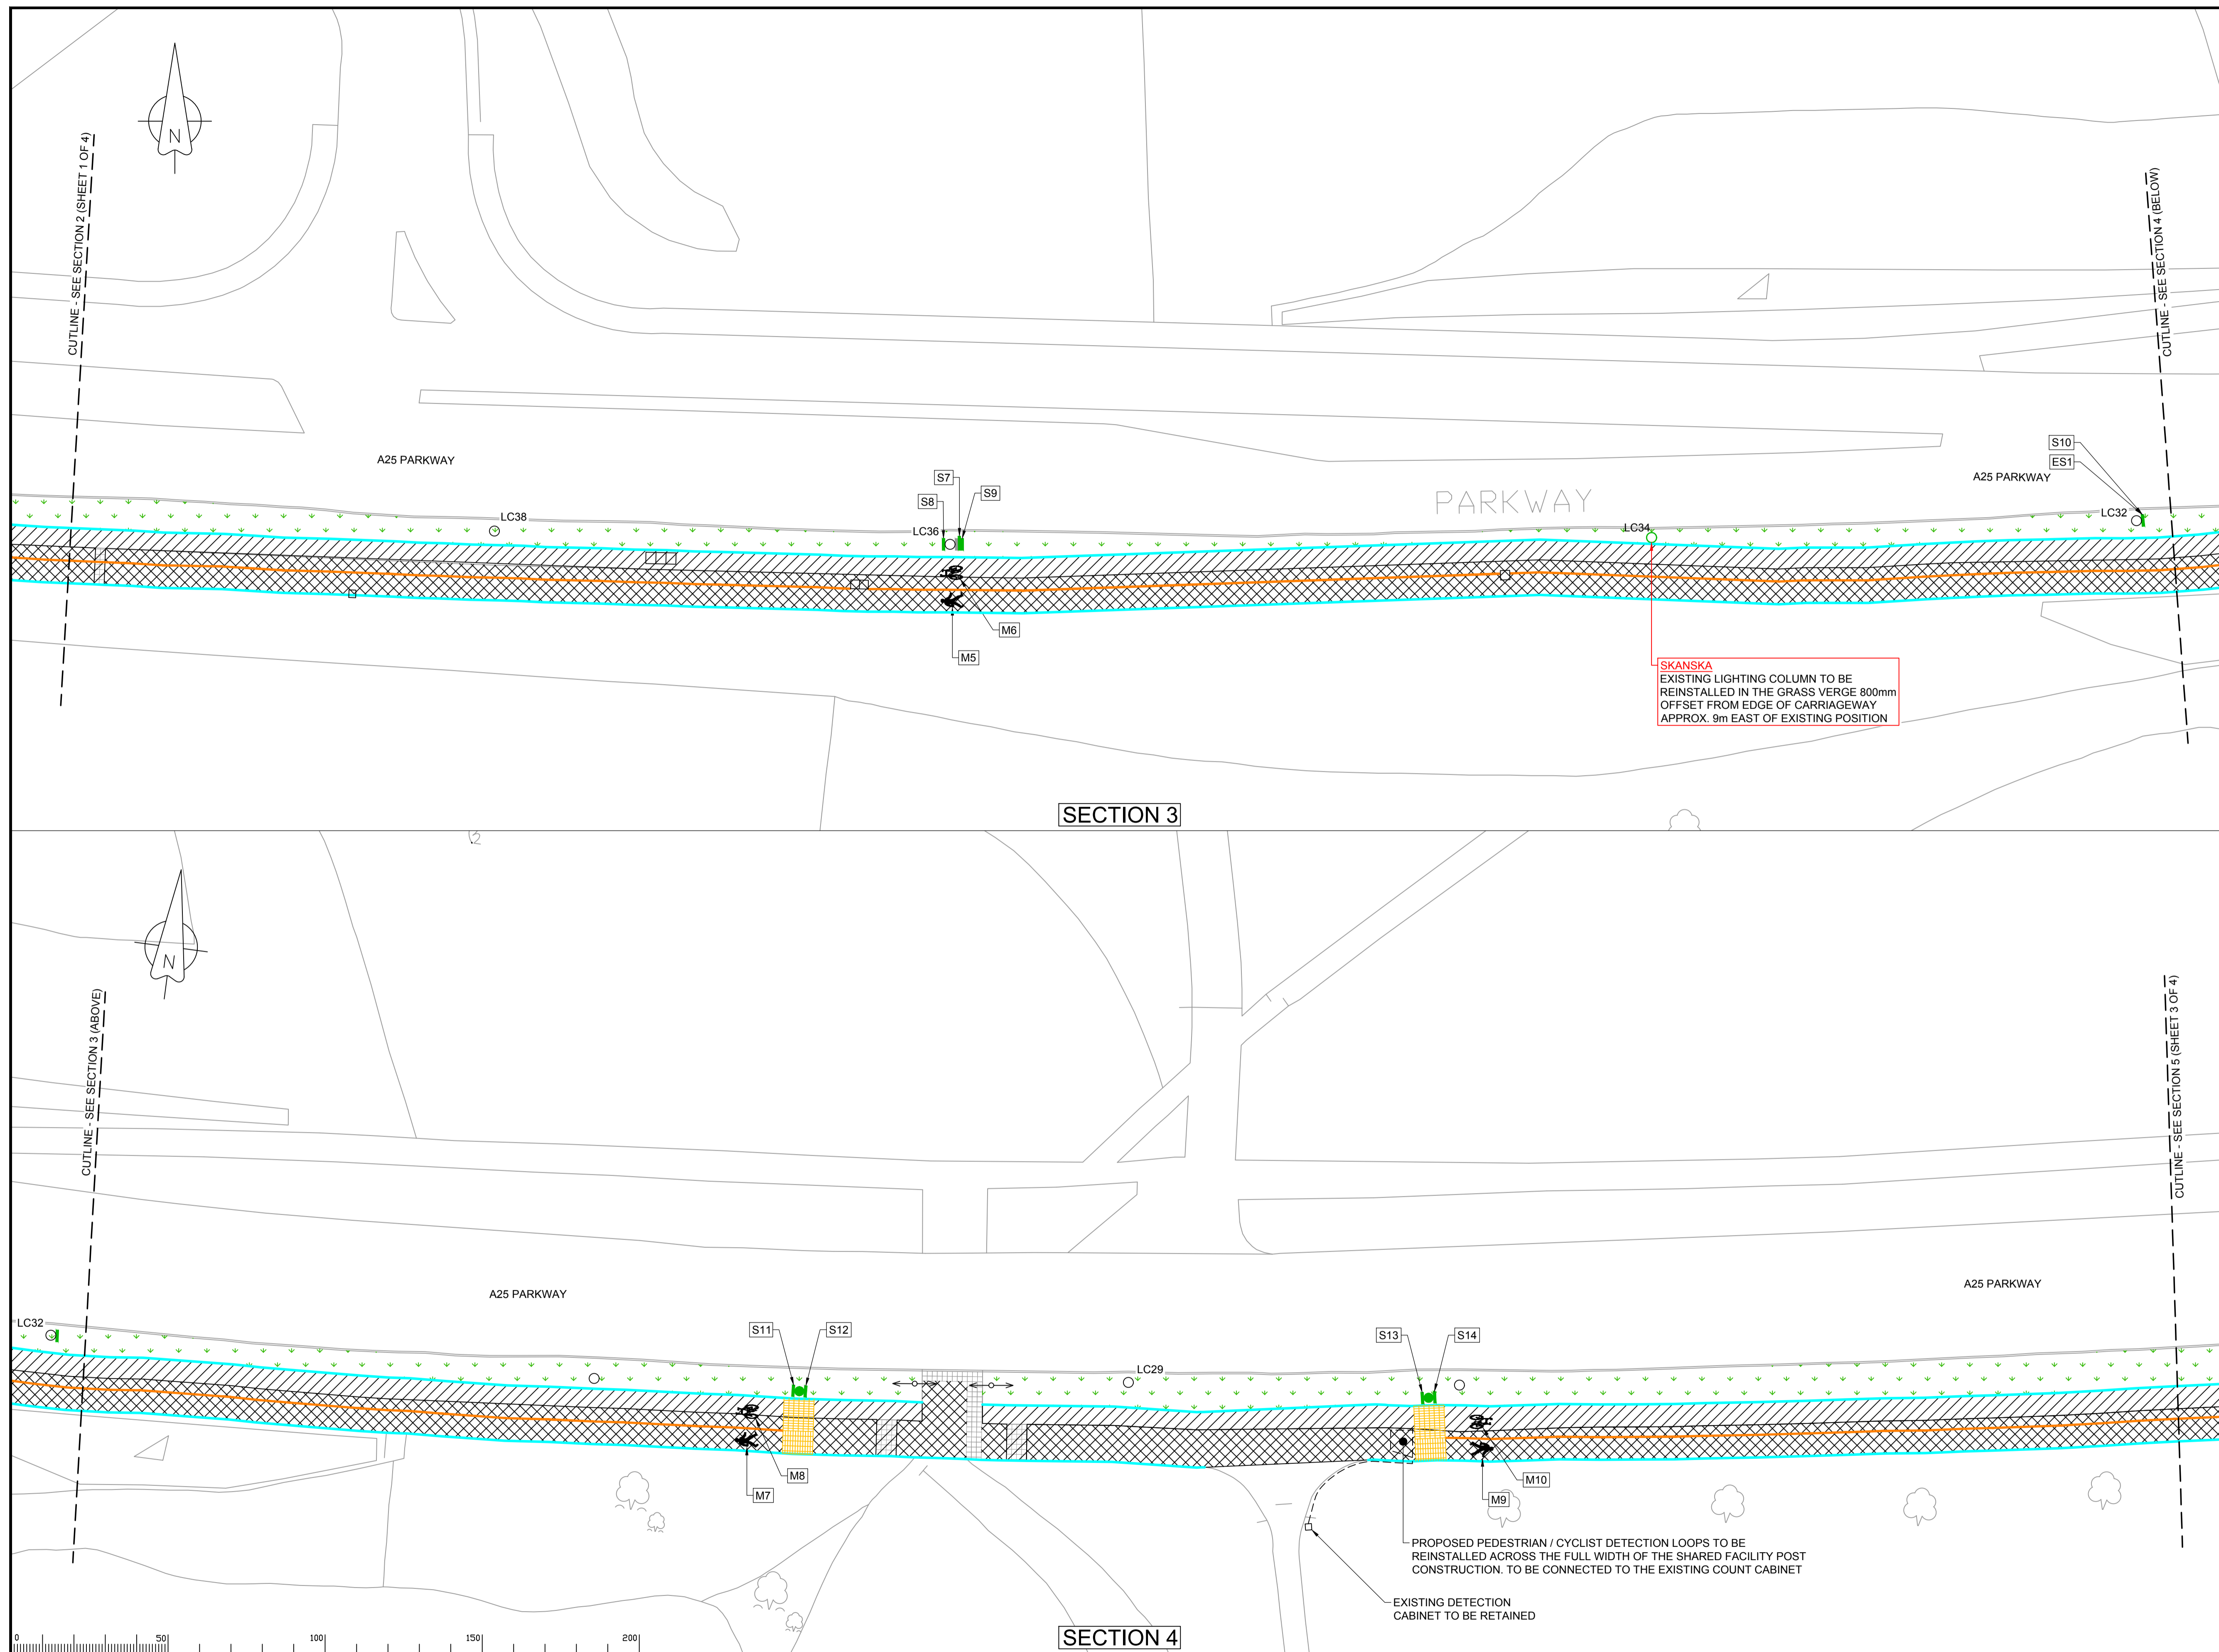 N
CUTLINE - SEE SECTION 2 (SHEET 1 OF 4)
CUTLINE - SEE SECTION 4 (BELOW)
A25 PARKWAY
S10
ES1
A25 PARKWAY
S7
S8
S9
PARKWAY
LC38
LC36
LC34
LC32
M6
M5
SKANSKA
EXISTING LIGHTING COLUMN TO BE
REINSTALLED IN THE GRASS VERGE 800mm
OFFSET FROM EDGE OF CARRIAGEWAY
APPROX. 9m EAST OF EXISTING POSITION
SECTION 3
N
CUTLINE - SEE SECTION 3 (ABOVE)
CUTLINE - SEE SECTION 5 (SHEET 3 OF 4)
A25 PARKWAY
A25 PARKWAY
LC32
S11
S12
S13
S14
LC29
M8
M7
M10
M9
PROPOSED PEDESTRIAN / CYCLIST DETECTION LOOPS TO BE
REINSTALLED ACROSS THE FULL WIDTH OF THE SHARED FACILITY POST
CONSTRUCTION. TO BE CONNECTED TO THE EXISTING COUNT CABINET
EXISTING DETECTION
CABINET TO BE RETAINED
SECTION 4
0 50 100 150 200